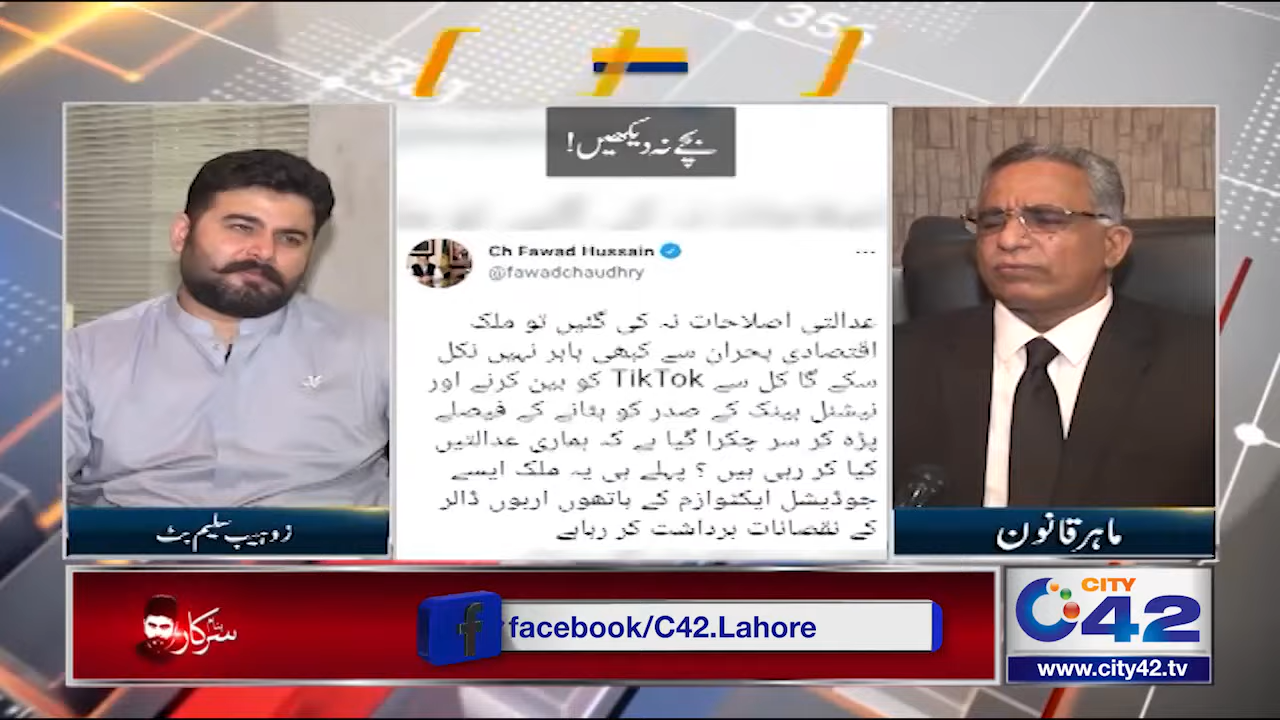 بچے نہ دیکھیں!
Ch Fawad Hussain
@fawadchaudhry
عدالتی اصلاحات نہ کی گئیں تو ملک
اقتصادی بحران سے کبھی باہر نہیں نکل
سکے گا کل سے TikTok کو بین کرنے اور
نیشنل بینک کے صدر کو ہٹانے کے فیصلے
پڑھ کر سر چکرا گیا ہے کہ ہماری عدالتیں
کیا کر رہی ہیں ؟ پہلے ہی یہ ملک ایسے
جوڈیشل ایکٹوازم کے ہاتھوں اربوں ڈالر
کے نقصانات برداشت کر رہاہے
زوہیب سلیم بٹ
ماہر قانون
بنام سرکار
facebook/C42.Lahore
CITY
42
www.city42.tv